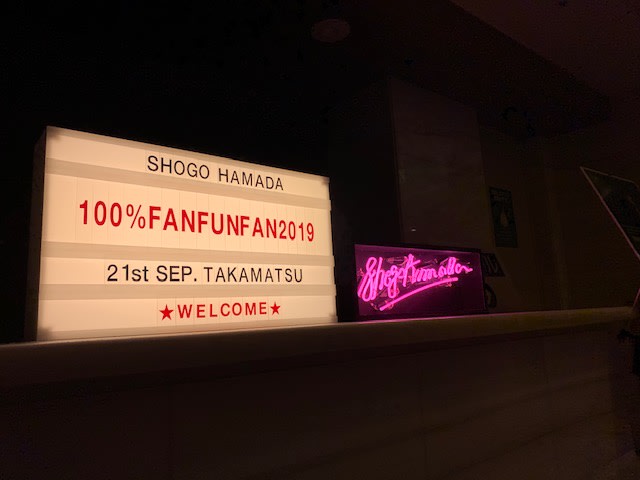 SHOGO HAMADA
100%FANFUNFAN2019
21st SEP. TAKAMATSU
★WELCOME★
Shogo Hamada